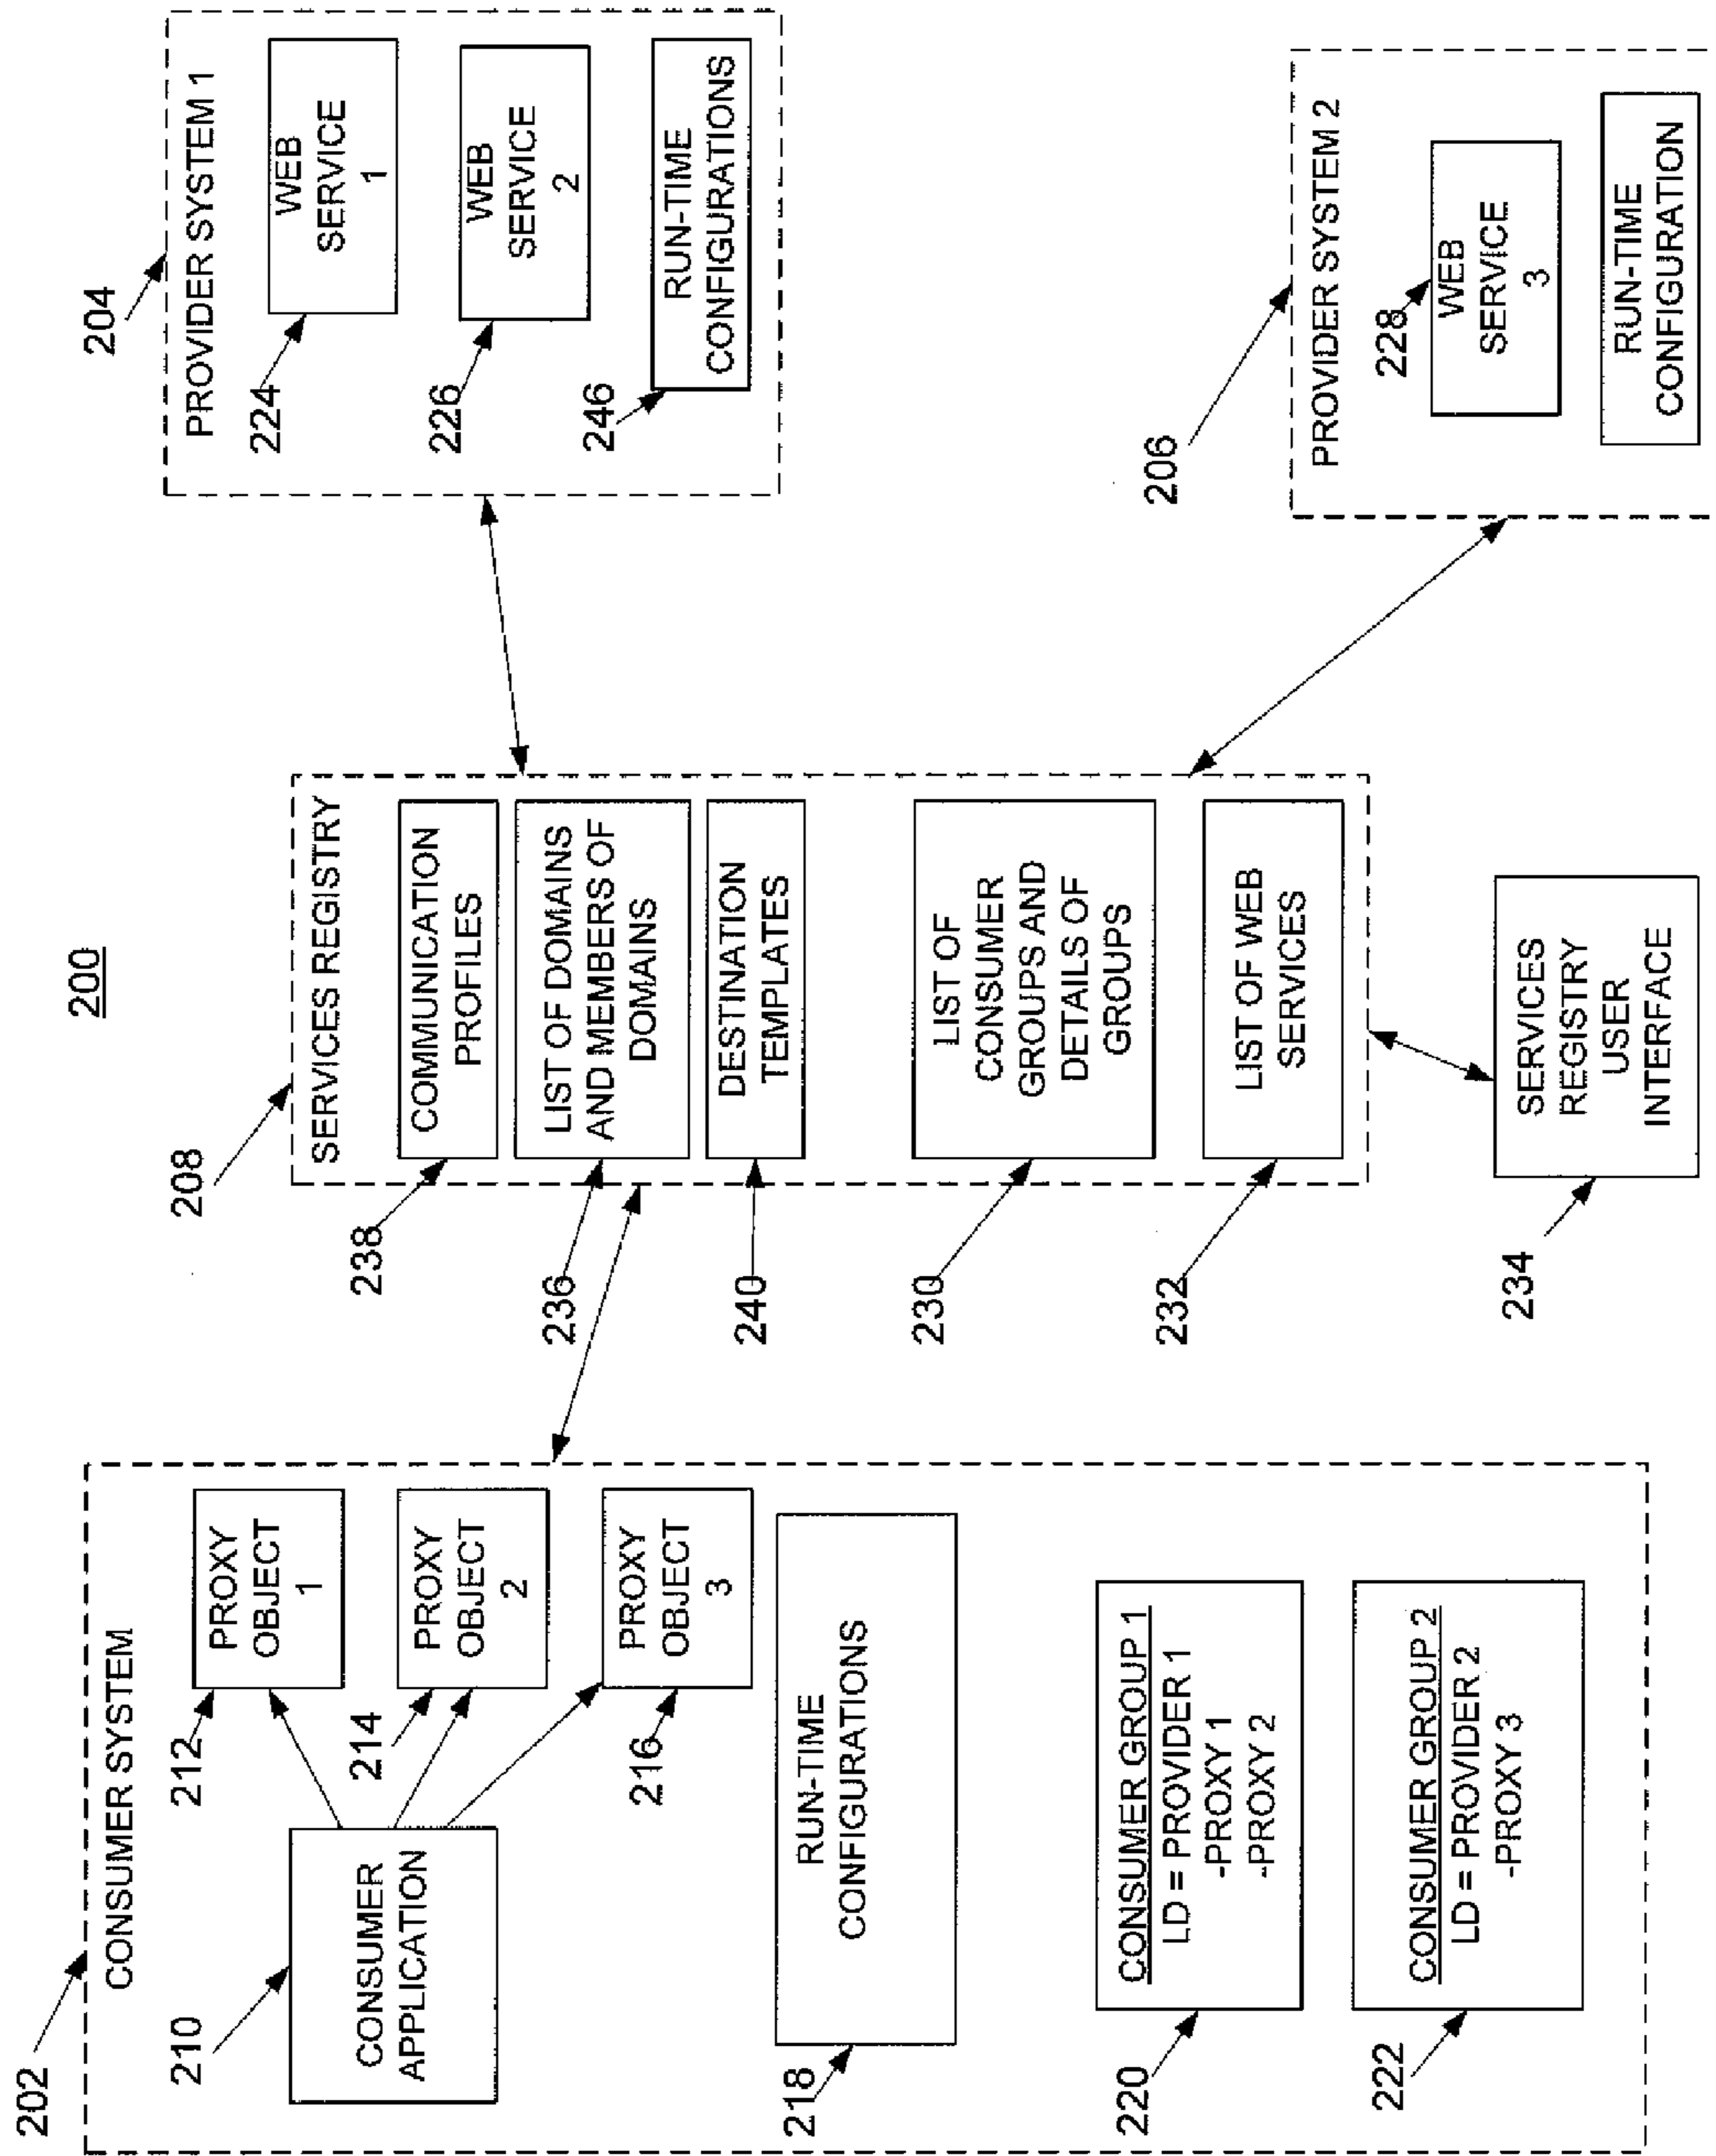 200
202
CONSUMER SYSTEM
210
CONSUMER
APPLICATION
212
PROXY
OBJECT
1
214
PROXY
OBJECT
2
216
PROXY
OBJECT
3
218
RUN-TIME
CONFIGURATIONS
220
CONSUMER GROUP 1
LD = PROVIDER 1
-PROXY 1
-PROXY 2
222
CONSUMER GROUP 2
LD = PROVIDER 2
-PROXY 3
208
SERVICES REGISTRY
238
COMMUNICATION
PROFILES
236
LIST OF DOMAINS
AND MEMBERS OF
DOMAINS
240
DESTINATION
TEMPLATES
230
LIST OF
CONSUMER
GROUPS AND
DETAILS OF
GROUPS
232
LIST OF WEB
SERVICES
234
SERVICES
REGISTRY
USER
INTERFACE
204
PROVIDER SYSTEM 1
224
WEB
SERVICE
1
226
WEB
SERVICE
2
246
RUN-TIME
CONFIGURATIONS
206
PROVIDER SYSTEM 2
228
WEB
SERVICE
3
RUN-TIME
CONFIGURATION